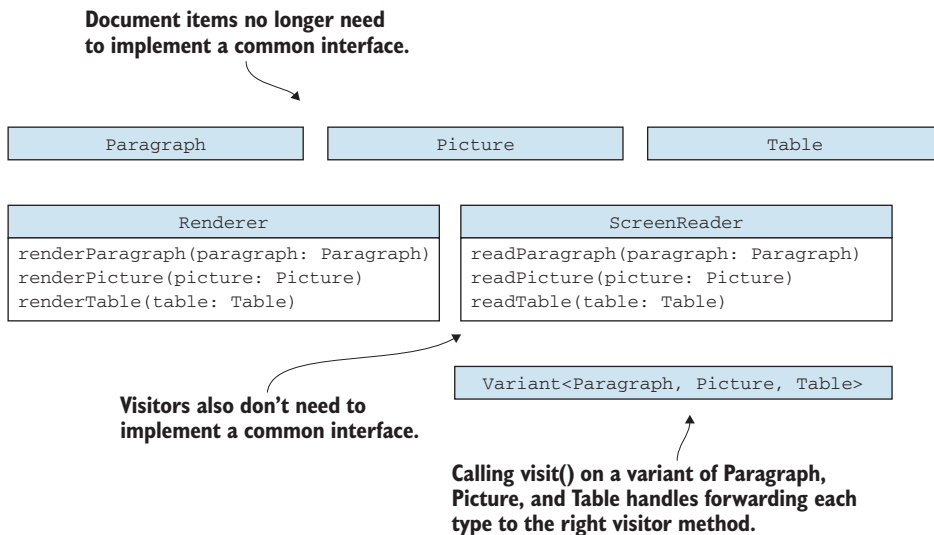 Document items no longer need
to implement a common interface.
Paragraph
Picture
Table
Renderer
renderParagraph(paragraph: Paragraph)
renderPicture(picture: Picture)
renderTable(table: Table)
ScreenReader
readParagraph(paragraph: Paragraph)
readPicture(picture: Picture)
readTable(table: Table)
Variant<Paragraph, Picture, Table>
Visitors also don't need to
implement a common interface.
Calling visit() on a variant of Paragraph,
Picture, and Table handles forwarding each
type to the right visitor method.